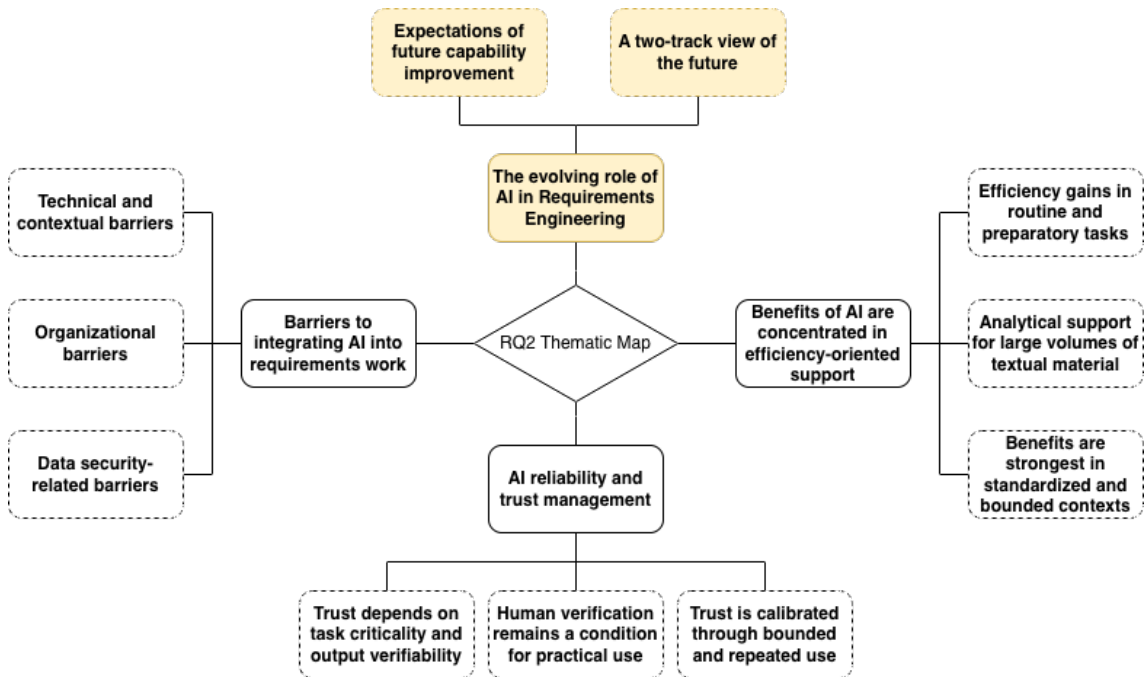 Expectations of
future capability
improvement
A two-track view of
the future
The evolving role of
AI in Requirements
Engineering
Technical and
contextual barriers
Organizational
barriers
Data security-
related barriers
Barriers to
integrating AI into
requirements work
RQ2 Thematic Map
Benefits of AI are
concentrated in
efficiency-oriented
support
Efficiency gains in
routine and
preparatory tasks
Analytical support
for large volumes of
textual material
Benefits are
strongest in
standardized and
bounded contexts
AI reliability and
trust management
Trust depends on
task criticality and
output verifiability
Human verification
remains a condition
for practical use
Trust is calibrated
through bounded
and repeated use